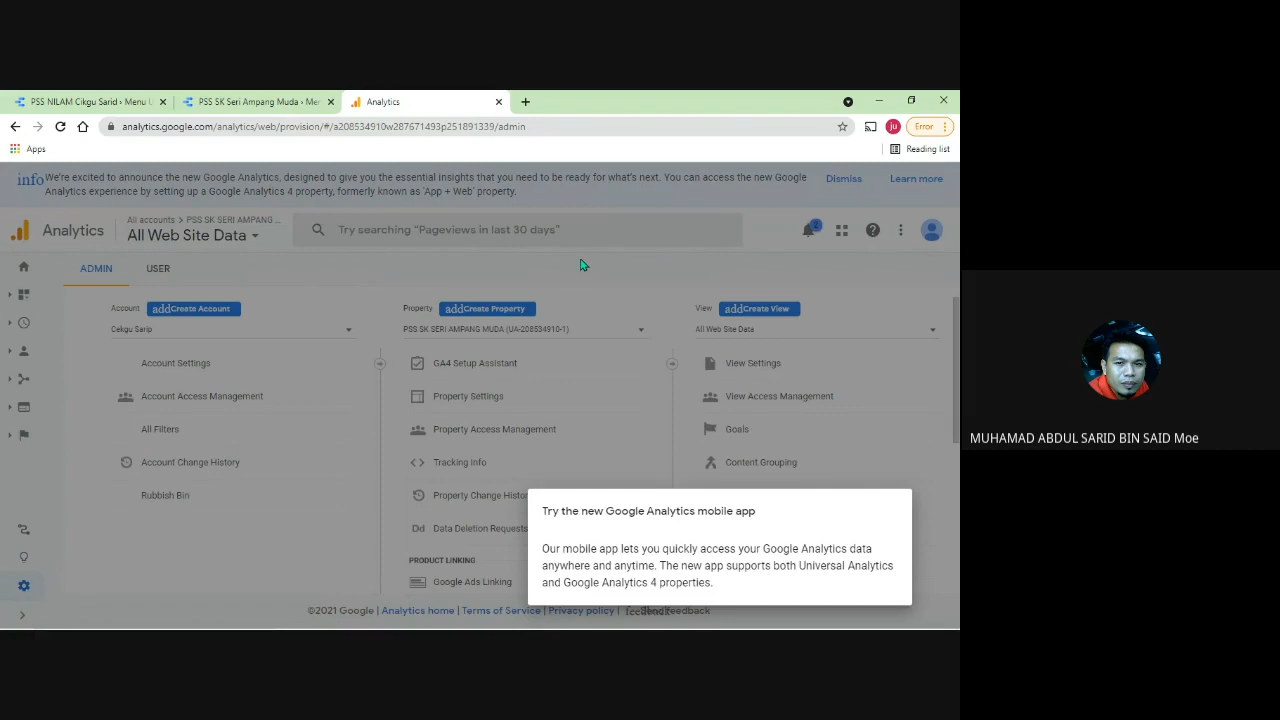 PSS NILAM Cikgu Sarid › Menu U
PSS SK Seri Ampang Muda › Mer
Analytics
analytics.google.com/analytics/web/provision/#/a208534910w287671493p251891339/admin
ju
Error
Apps
Reading list
info
We're excited to announce the new Google Analytics, designed to give you the essential insights that you need to be ready for what's next. You can access the new Google
Analytics experience by setting up a Google Analytics 4 property, formerly known as 'App + Web' property.
Dismiss
Learn more
Analytics
All accounts > PSS SK SERI AMPANG ...
All Web Site Data
Try searching "Pageviews in last 30 days"
2
ADMIN
USER
Account
addCreate Account
Cekgu Sarip
Account Settings
Account Access Management
All Filters
Account Change History
Rubbish Bin
Property
addCreate Property
PSS SK SERI AMPANG MUDA (UA-208534910-1)
GA4 Setup Assistant
Property Settings
Property Access Management
Tracking Info
Property Change Histor
Dd Data Deletion Requests
PRODUCT LINKING
Google Ads Linking
View
addCreate View
All Web Site Data
View Settings
View Access Management
Goals
Content Grouping
Try the new Google Analytics mobile app
Our mobile app lets you quickly access your Google Analytics data
anywhere and anytime. The new app supports both Universal Analytics
and Google Analytics 4 properties.
©2021 Google | Analytics home | Terms of Service | Privacy policy | Send feedback
MUHAMAD ABDUL SARID BIN SAID Moe